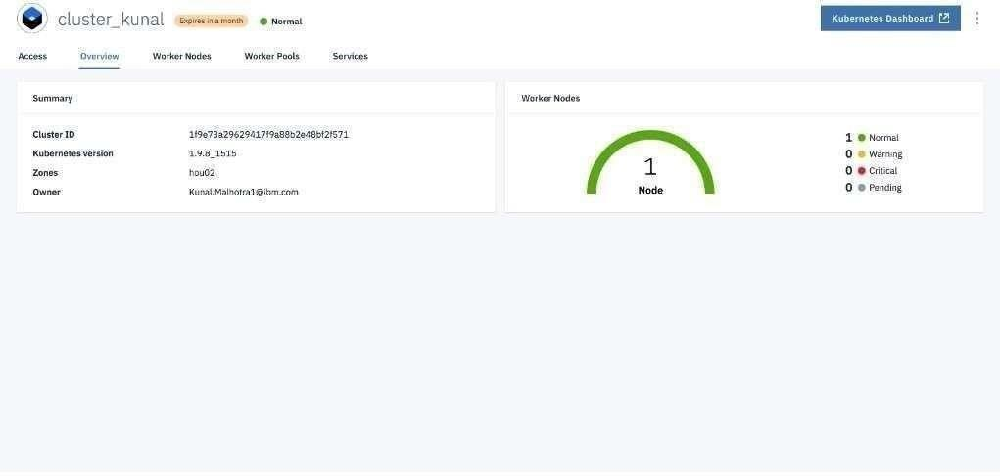 cluster_kunal Expires in a month Normal Kubernetes Dashboard
Access Overview Worker Nodes Worker Pools Services
Summary
Cluster ID 1f9e73a29629417f9a88b2e48bf2f571
Kubernetes version 1.9.8_1515
Zones hou02
Owner Kunal.Malhotra1@ibm.com
Worker Nodes
1
Node
1 Normal
0 Warning
0 Critical
0 Pending